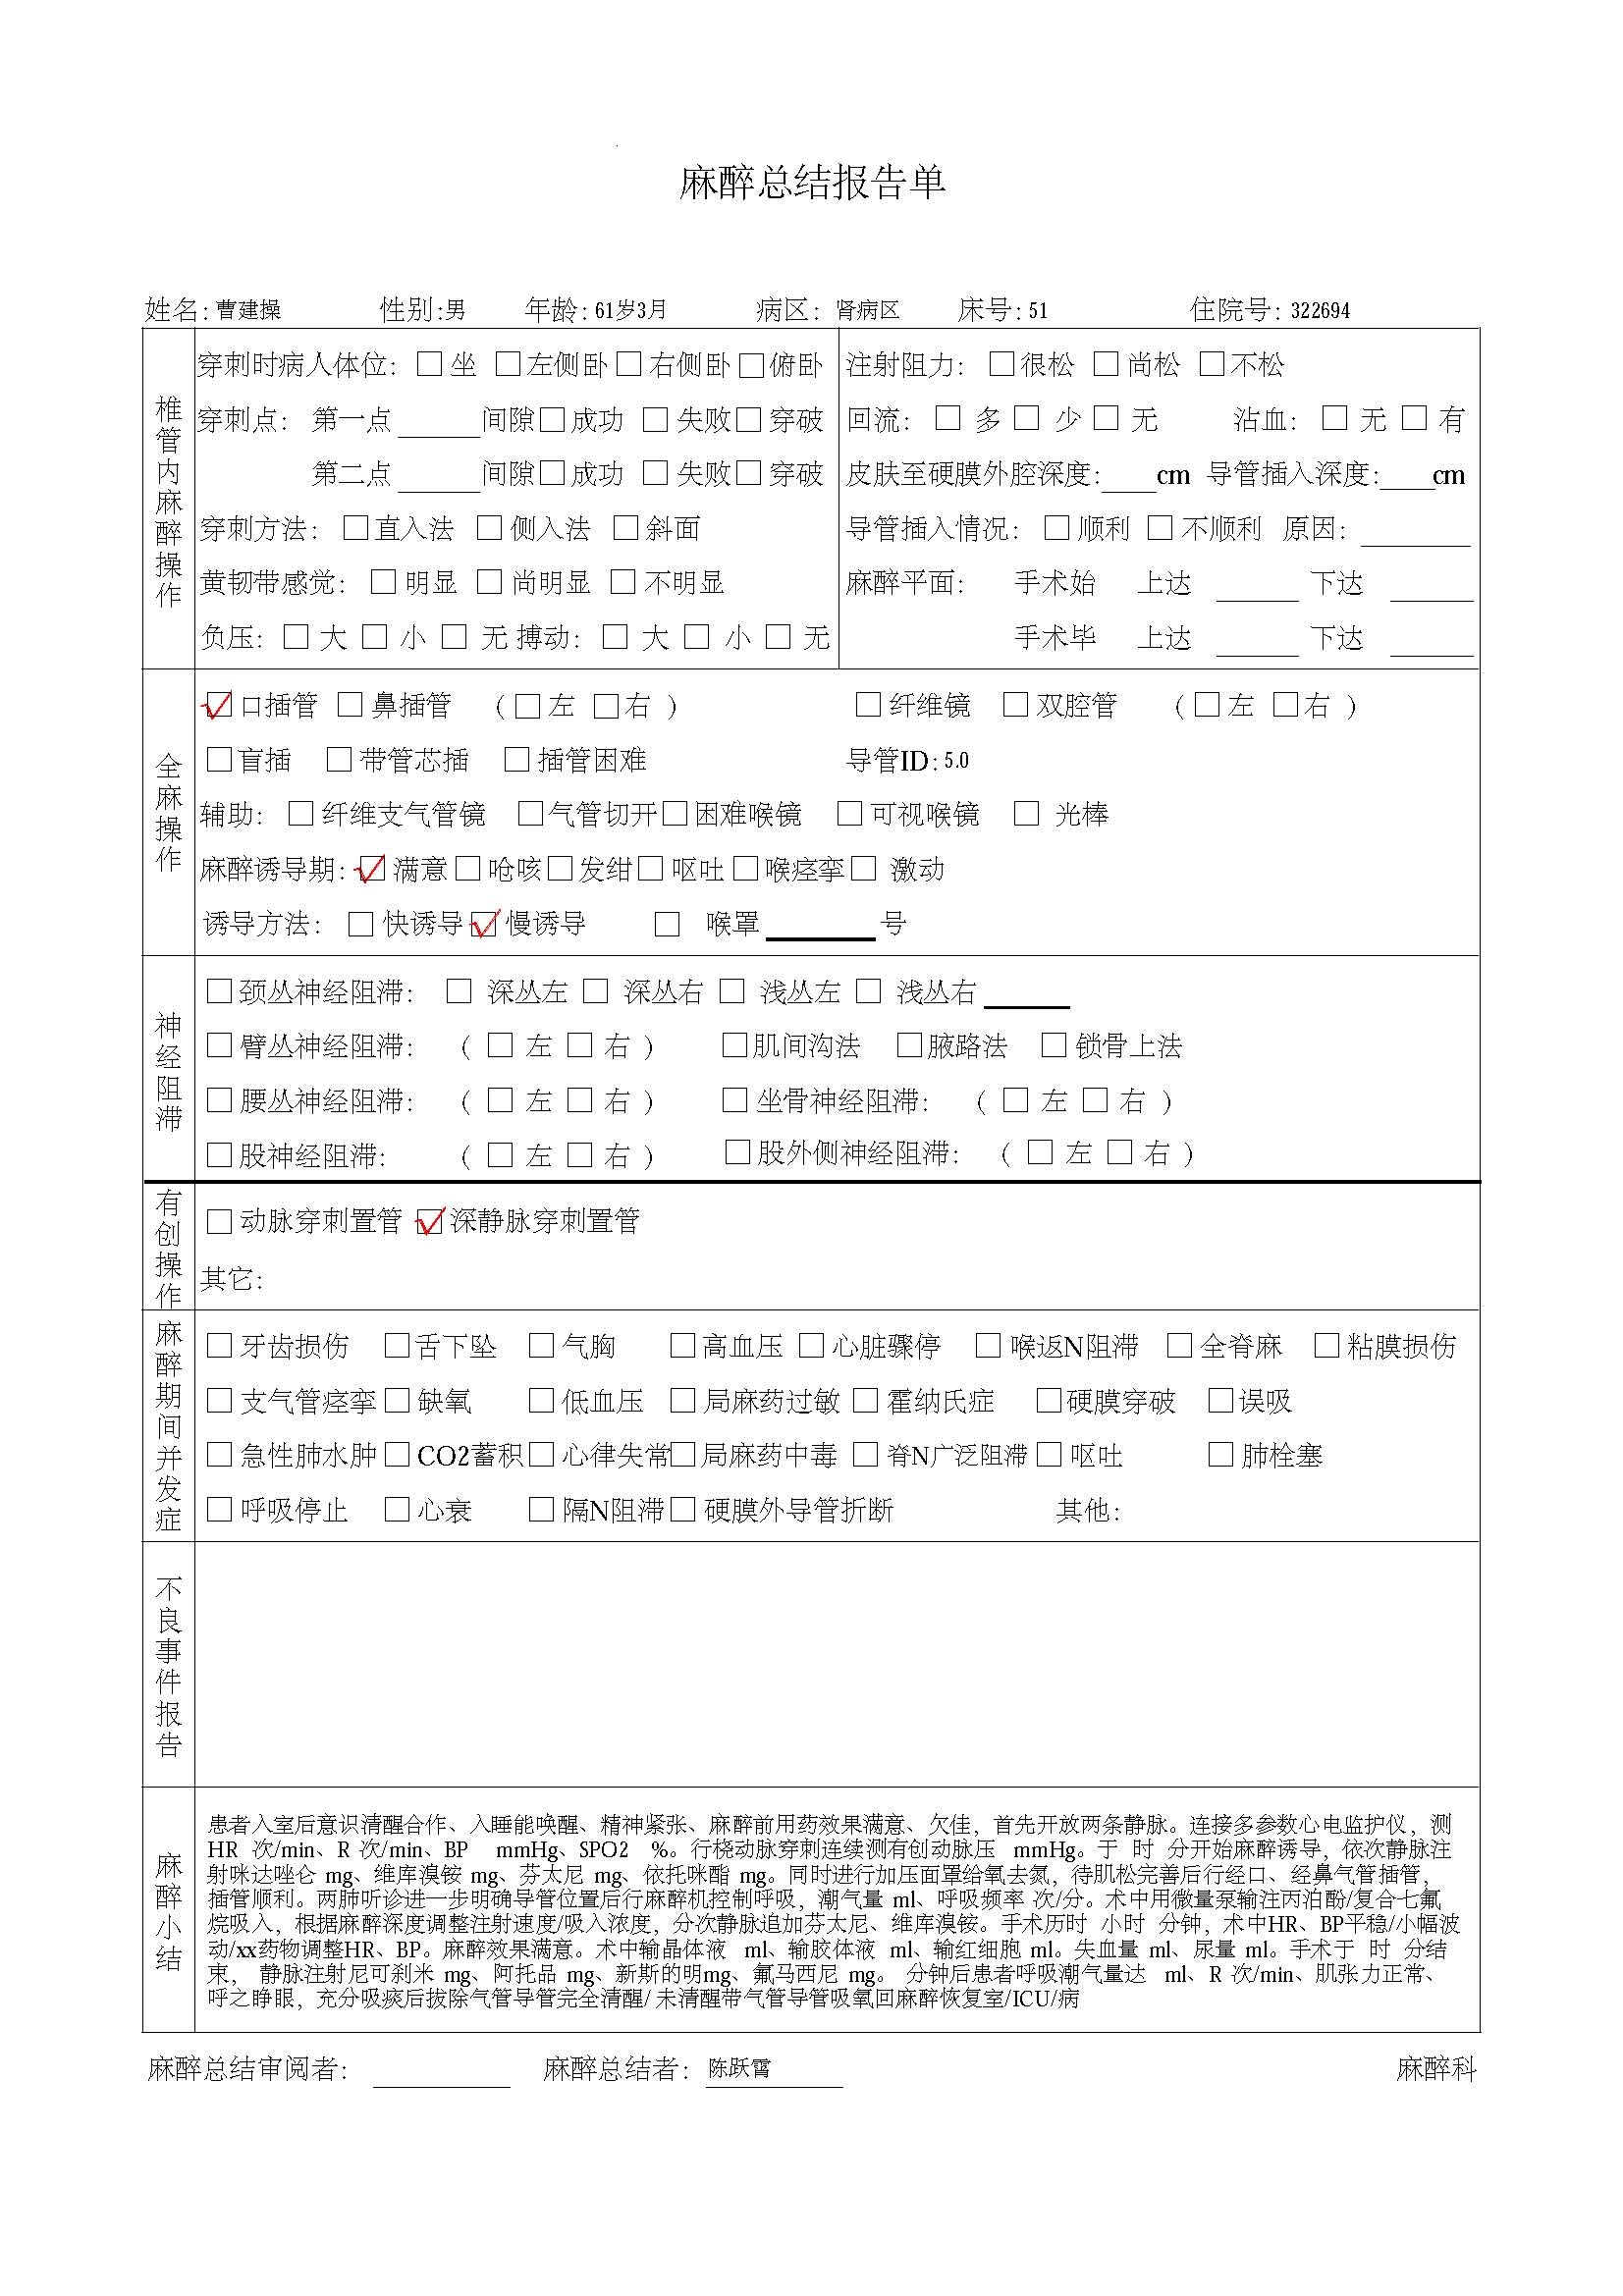 麻醉总结报告单
姓名：曹建操 性别：男 年龄：61岁3月 病区：肾病区 床号：51 住院号：322694
椎管内麻醉操作
穿刺时病人体位：□坐 □左侧卧 □右侧卧 □俯卧 注射阻力：□很松 □尚松 □不松
穿刺点：第一点______间隙□成功 □失败 □穿破 回流：□多 □少 □无 沾血：□无 □有
第二点______间隙□成功 □失败 □穿破 皮肤至硬膜外腔深度：____cm 导管插入深度：____cm
穿刺方法：□直入法 □侧入法 □斜面 导管插入情况：□顺利 □不顺利 原因：________
黄韧带感觉：□明显 □尚明显 □不明显 麻醉平面：手术始 上达______ 下达______
负压：□大 □小 □无 搏动：□大 □小 □无 手术毕 上达______ 下达______
全麻操作
☑口插管 □鼻插管 （□左 □右） □纤维镜 □双腔管 （□左 □右）
□盲插 □带管芯插 □插管困难 导管ID：5.0
辅助：□纤维支气管镜 □气管切开 □困难喉镜 □可视喉镜 □光棒
麻醉诱导期：☑满意 □呛咳 □发绀 □呕吐 □喉痉挛 □激动
诱导方法：□快诱导 ☑慢诱导 □喉罩________号
神经阻滞
□颈丛神经阻滞：□深丛左 □深丛右 □浅丛左 □浅丛右______
□臂丛神经阻滞：（□左 □右） □肌间沟法 □腋路法 □锁骨上法
□腰丛神经阻滞：（□左 □右） □坐骨神经阻滞：（□左 □右）
□股神经阻滞：（□左 □右） □股外侧神经阻滞：（□左 □右）
有创操作
□动脉穿刺置管 ☑深静脉穿刺置管
其它：
麻醉期间并发症
□牙齿损伤 □舌下坠 □气胸 □高血压 □心脏骤停 □喉返N阻滞 □全脊麻 □粘膜损伤
□支气管痉挛 □缺氧 □低血压 □局麻药过敏 □霍纳氏症 □硬膜穿破 □误吸
□急性肺水肿 □CO2蓄积 □心律失常 □局麻药中毒 □脊N广泛阻滞 □呕吐 □肺栓塞
□呼吸停止 □心衰 □隔N阻滞 □硬膜外导管折断 其他：
不良事件报告
麻醉小结
患者入室后意识清醒合作、入睡能唤醒、精神紧张、麻醉前用药效果满意、欠佳，首先开放两条静脉。连接多参数心电监护仪，测
HR 次/min、R 次/min、BP mmHg、SPO2 %。行桡动脉穿刺连续测有创动脉压 mmHg。于 时 分开始麻醉诱导，依次静脉注
射咪达唑仑 mg、维库溴铵 mg、芬太尼 mg、依托咪酯 mg。同时进行加压面罩给氧去氮，待肌松完善后行经口、经鼻气管插管，
插管顺利。两肺听诊进一步明确导管位置后行麻醉机控制呼吸，潮气量 ml、呼吸频率 次/分。术中用微量泵输注丙泊酚/复合七氟
烷吸入，根据麻醉深度调整注射速度/吸入浓度，分次静脉追加芬太尼、维库溴铵。手术历时 小时 分钟，术中HR、BP平稳/小幅波
动/xx药物调整HR、BP。麻醉效果满意。术中输晶体液 ml、输胶体液 ml、输红细胞 ml。失血量 ml、尿量 ml。手术于 时 分结
束， 静脉注射尼可刹米 mg、阿托品 mg、新斯的明mg、氟马西尼 mg。 分钟后患者呼吸潮气量达 ml、R 次/min、肌张力正常、
呼之睁眼，充分吸痰后拔除气管导管完全清醒/ 未清醒带气管导管吸氧回麻醉恢复室/ICU/病
麻醉总结审阅者：________ 麻醉总结者：陈跃霄 麻醉科